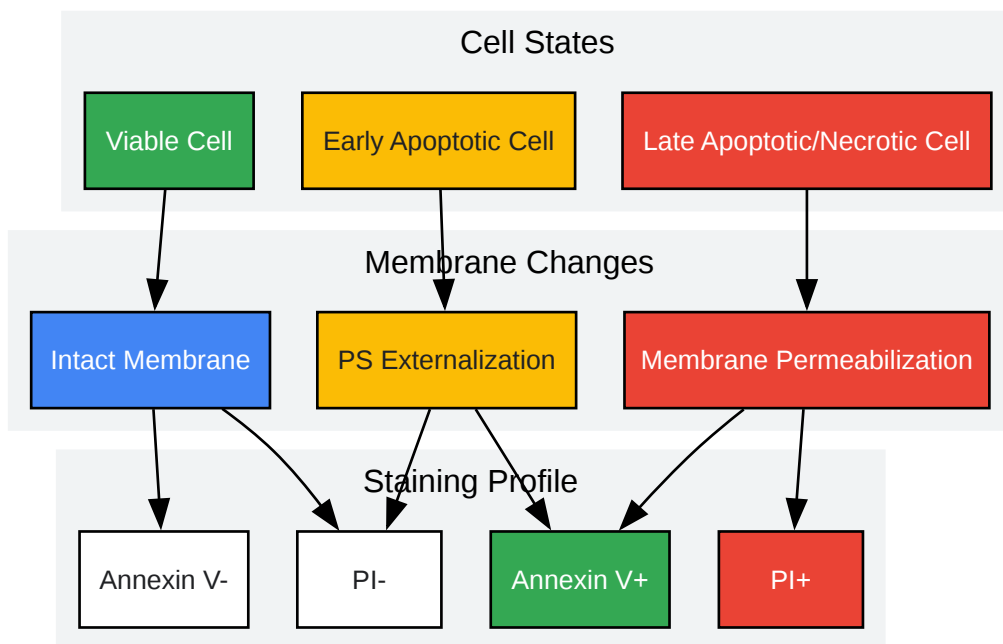 Cell States
Viable Cell
Early Apoptotic Cell
Late Apoptotic/Necrotic Cell
Membrane Changes
Intact Membrane
PS Externalization
Membrane Permeabilization
Staining Profile
Annexin V-
PI-
Annexin V+
PI+